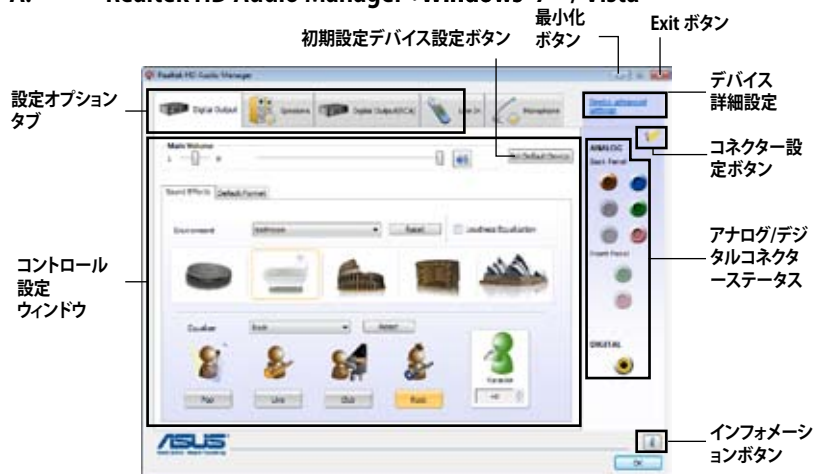 初期設定デバイス設定ボタン
最小化
ボタン
Exit ボタン
設定オプション
タブ
デバイス
詳細設定
コネクター設
定ボタン
アナログ/デジ
タルコネクタ
ーステータス
コントロール
設定
ウィンドウ
インフォメーシ
ョンボタン
Realtek HD Audio Manager
Digital Output
Speakers
Digital Output(RCA)
Line In
Microphone
Device advanced
settings
Main Volume
L
R
Set Default Device
Sound Effects
Default Format
Environment
Bathroom
Reset
Loudness Equalization
Equalizer
Rock
Reset
Pop
Live
Club
Rock
Karaoke
ANALOG
Back Panel
Front Panel
DIGITAL
ASUS
OK